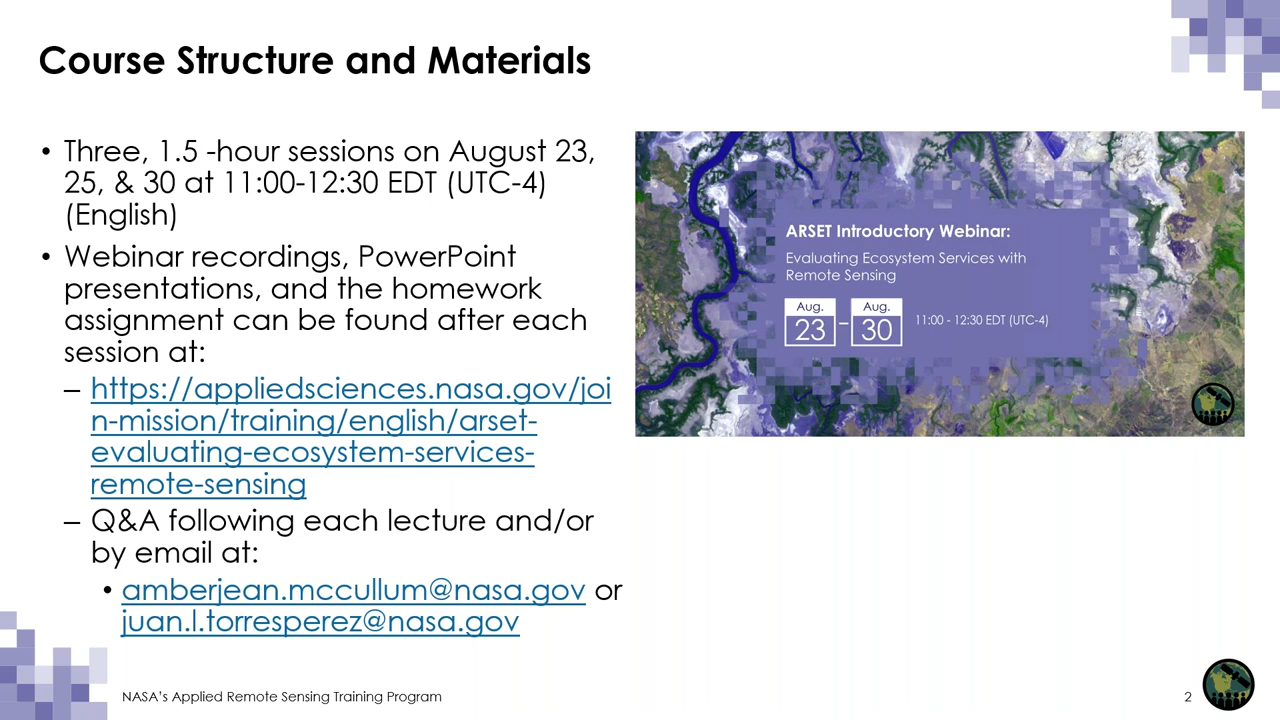 Course Structure and Materials
• Three, 1.5 -hour sessions on August 23,
25, & 30 at 11:00-12:30 EDT (UTC-4)
(English)
• Webinar recordings, PowerPoint
presentations, and the homework
assignment can be found after each
session at:
– https://appliedsciences.nasa.gov/joi
n-mission/training/english/arset-
evaluating-ecosystem-services-
remote-sensing
– Q&A following each lecture and/or
by email at:
• amberjean.mccullum@nasa.gov or
juan.l.torresperez@nasa.gov
ARSET Introductory Webinar:
Evaluating Ecosystem Services with
Remote Sensing
Aug. Aug.
23 – 30 11:00 - 12:30 EDT (UTC-4)
NASA’s Applied Remote Sensing Training Program
2